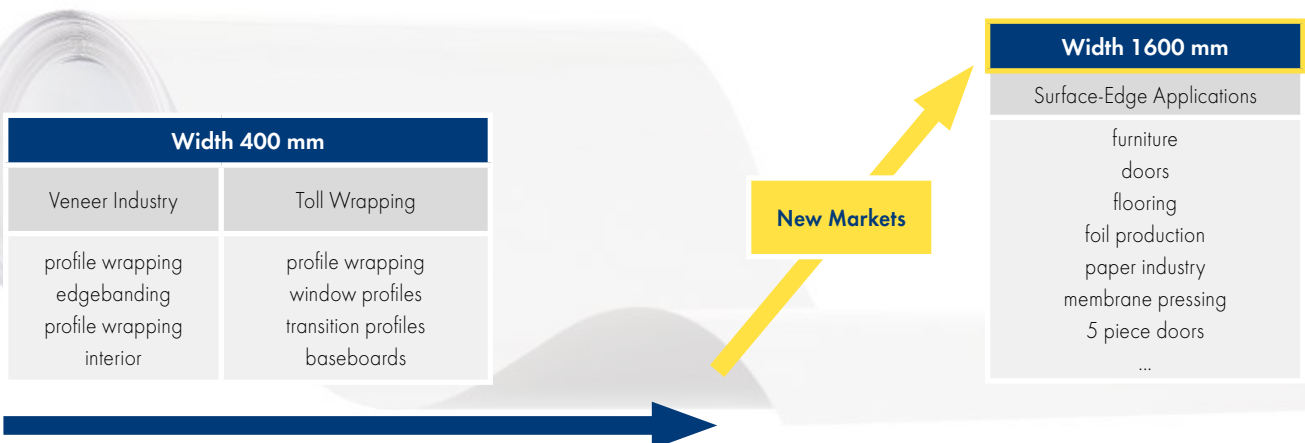 Width 400 mm
Veneer Industry
Toll Wrapping
profile wrapping
edgebanding
profile wrapping
interior
profile wrapping
window profiles
transition profiles
baseboards
New Markets
Width 1600 mm
Surface-Edge Applications
furniture
doors
flooring
foil production
paper industry
membrane pressing
5 piece doors
...